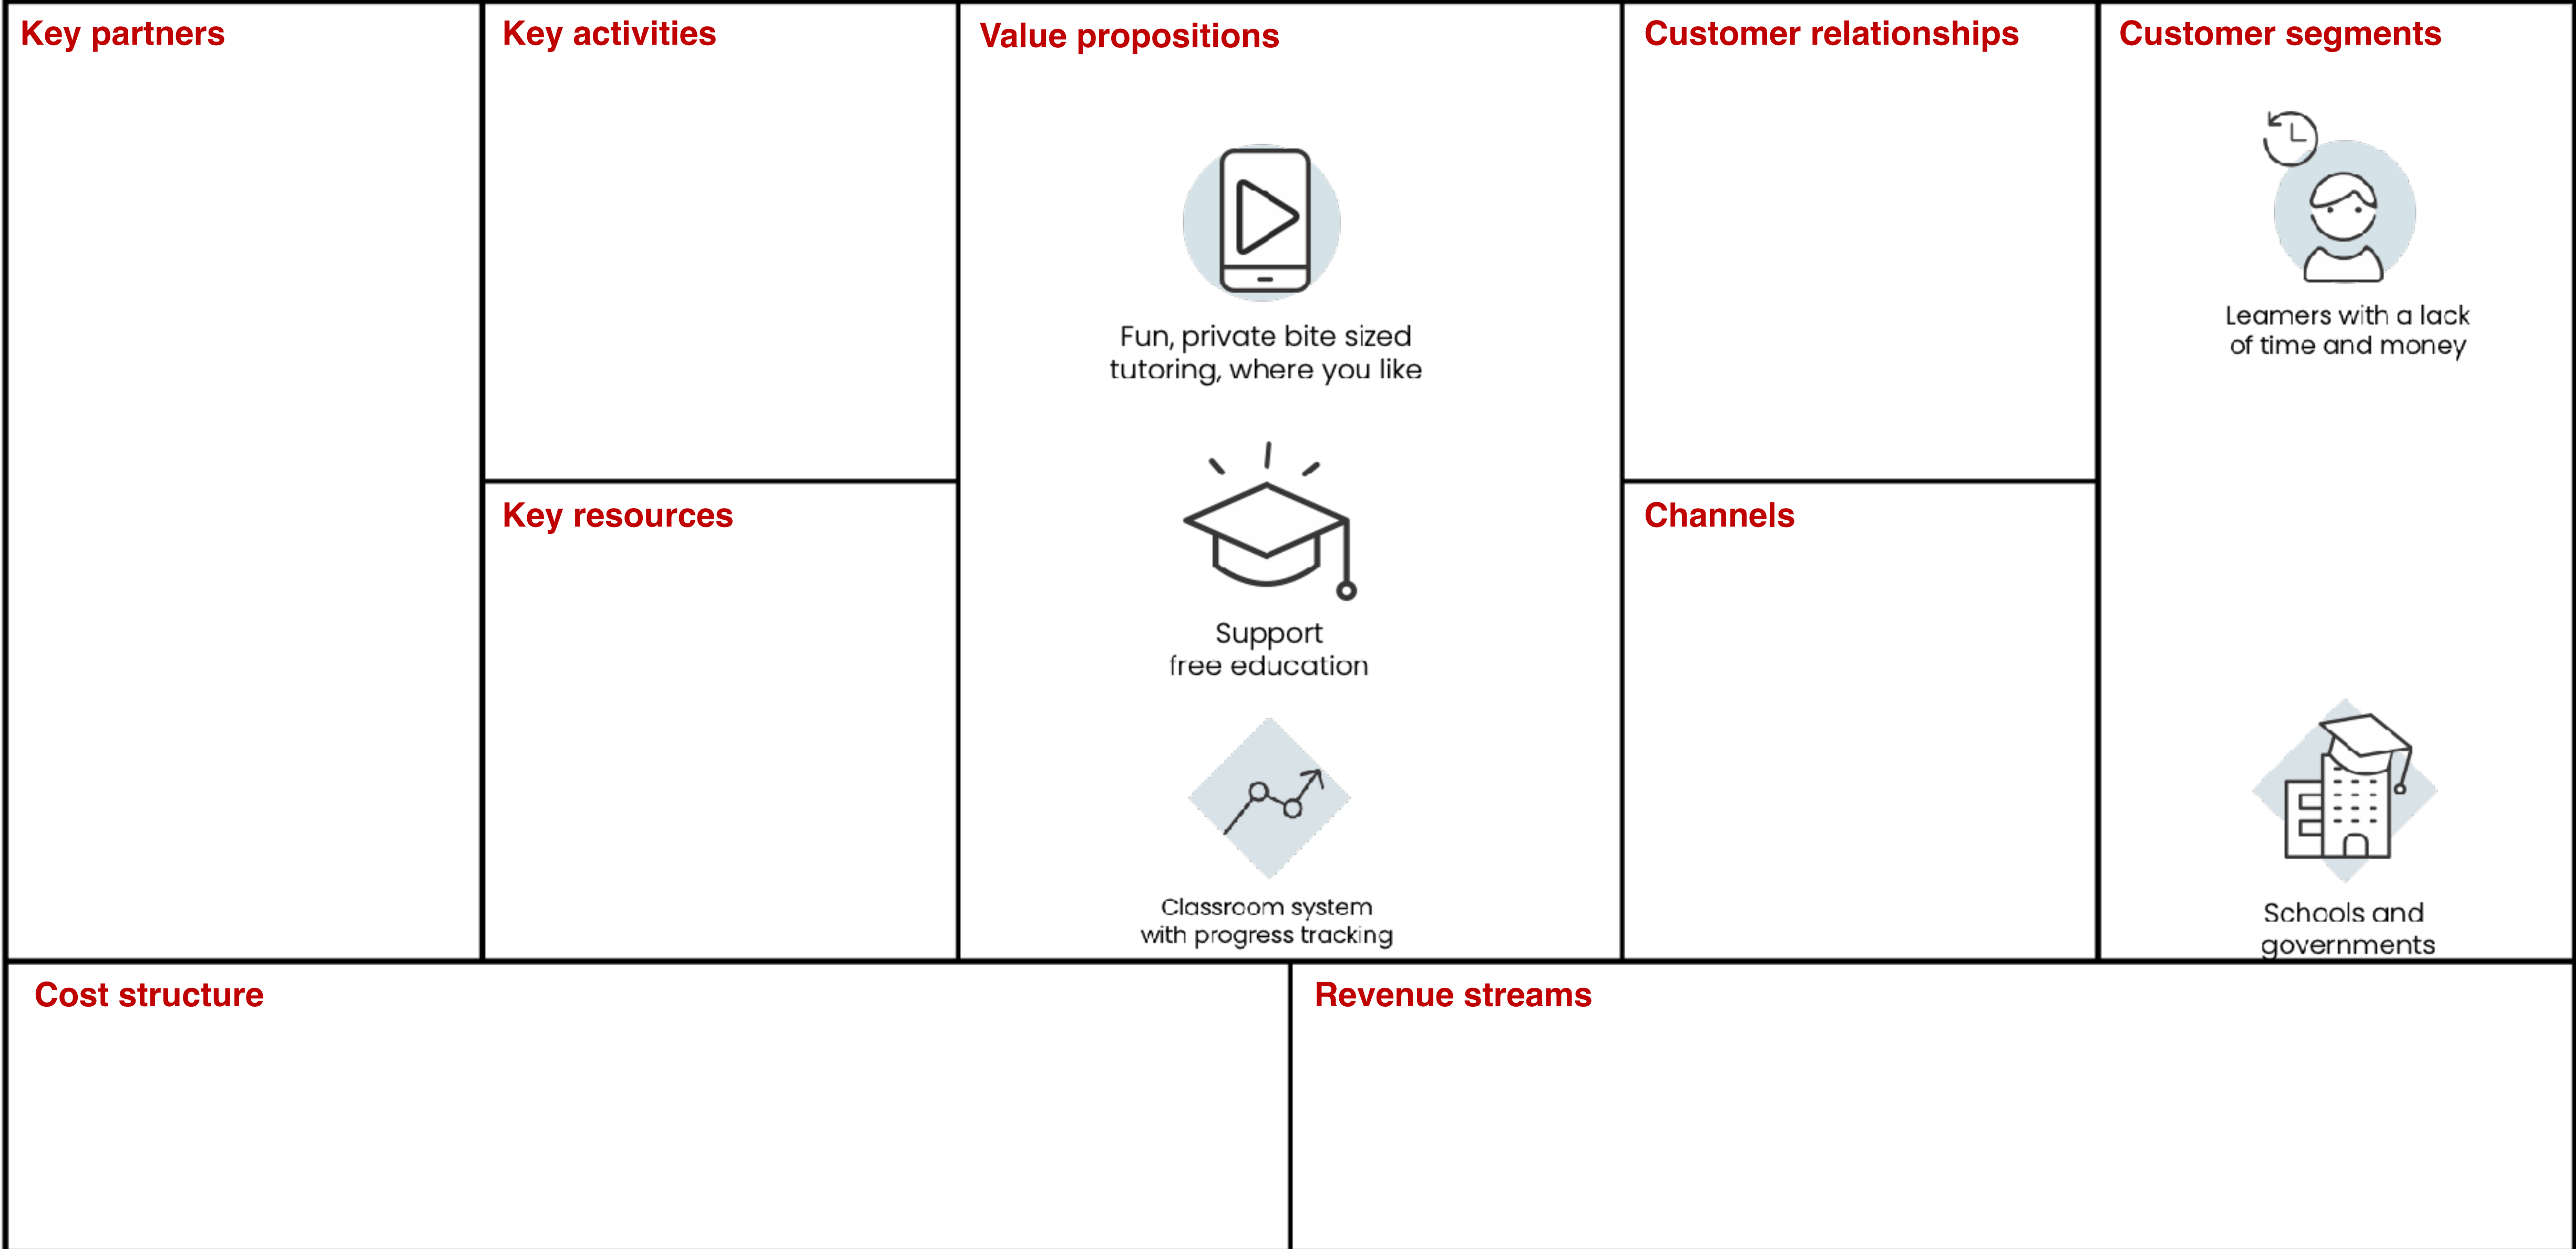 Key partners
Key activities
Key resources
Value propositions
Fun, private bite sized
tutoring, where you like
Support
free education
Classroom system
with progress tracking
Customer relationships
Channels
Customer segments
Learners with a lack
of time and money
Schools and
governments
Cost structure
Revenue streams